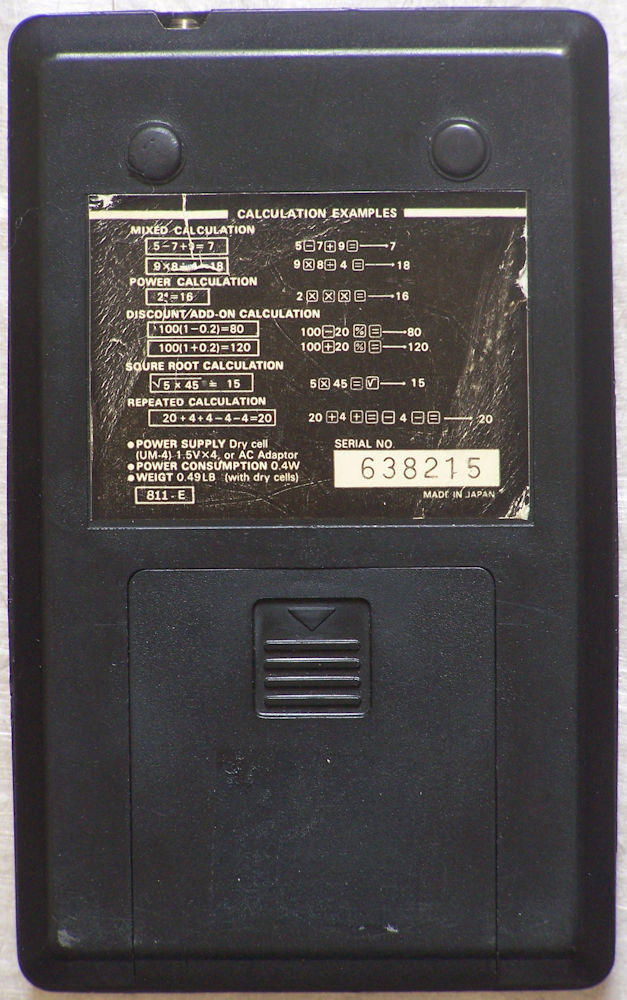 CALCULATION EXAMPLES
MIXED CALCULATION
5−7+9=7 5⊟7⊞9⊜→7
9×8÷4=18 9⊠8⊞4⊜→18
POWER CALCULATION
2⁴=16 2⊠⊠⊠⊜→16
DISCOUNT/ADD-ON CALCULATION
100(1−0.2)=80 100⊟20%⊜→80
100(1+0.2)=120 100⊞20%⊜→120
SQURE ROOT CALCULATION
√5×45 = 15 5⊠45⊜√→15
REPEATED CALCULATION
20+4+4−4−4=20 20⊞4⊞⊜⊟4⊟⊜→20
●POWER SUPPLY Dry cell
(UM-4) 1.5V×4, or AC Adaptor
●POWER CONSUMPTION 0.4W
●WEIGT 0.49LB (with dry cells)
811-E
SERIAL NO.
638215
MADE IN JAPAN